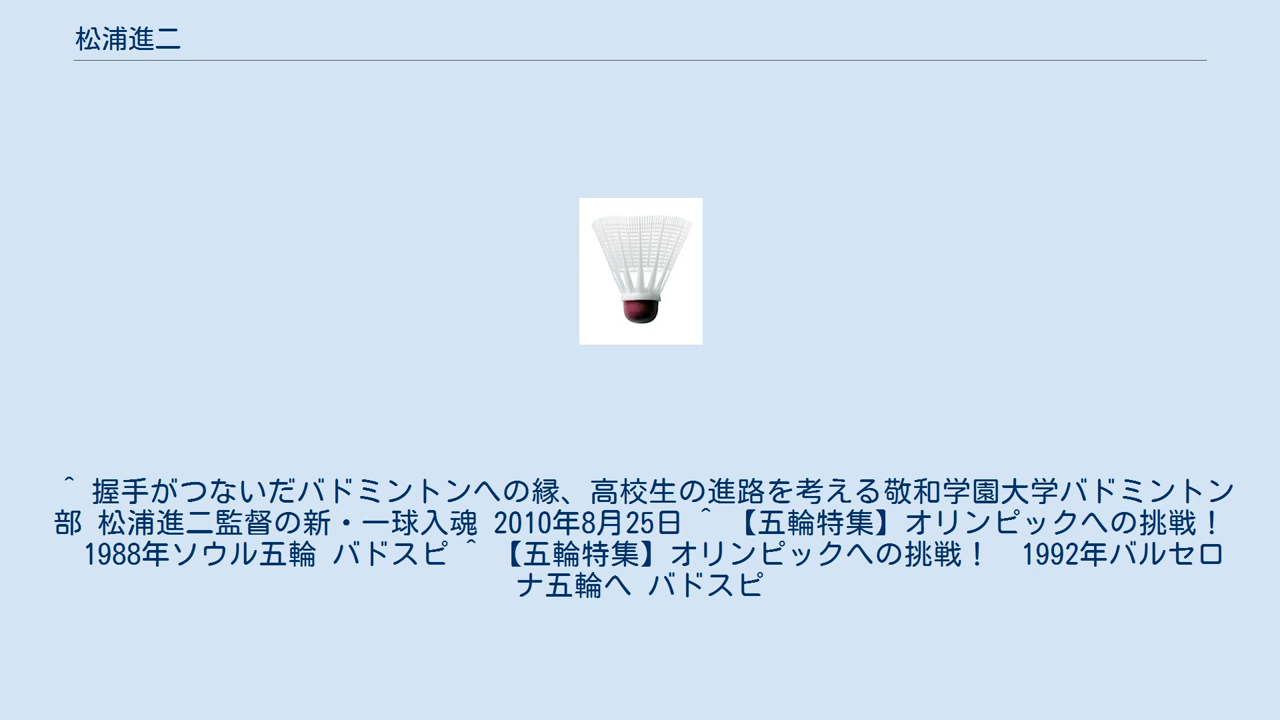 松浦進二
^ 握手がつないだバドミントンへの縁、高校生の進路を考える敬和学園大学バドミントン
部 松浦進二監督の新・一球入魂 2010年8月25日 ^ 【五輪特集】オリンピックへの挑戦！
1988年ソウル五輪 バドスピ ^ 【五輪特集】オリンピックへの挑戦！　1992年バルセロ
ナ五輪へ バドスピ